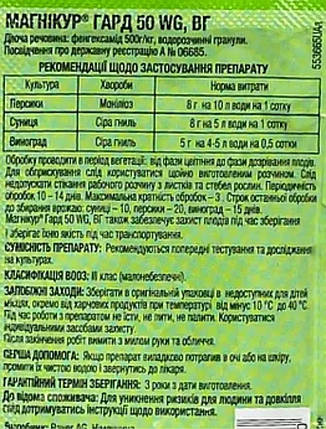 МАГНІКУР® ГАРД 50 WG, ВГ
Діюча речовина: фенгексамід 500г/кг, водорозчинні гранули.
Посвідчення про державну реєстрацію А № 06685.
РЕКОМЕНДАЦІЇ ЩОДО ЗАСТОСУВАННЯ ПРЕПАРАТУ
Культура Хвороби Норма витрати
Персики Моніліоз 8 г на 10 л води на 1 сотку
Суниця Сіра гниль 8 г на 5 л води на 1 сотку
Виноград Сіра гниль 5 г на 4-5 л води на 0,5 сотки
Обробку проводити в період вегетації: від фази цвітіння до фази дозрівання плодів.
Для обприскування слід користуватися щойно виготовленим розчином. Слід
недопускати стікання робочого розчину з листків та стебел рослин. Періодичність
обробок 10 – 14 днів. Максимальна кратність обробок – 3. Строк останньої обробки
до збирання врожаю: суниці – 10, персики – 20, виноград – 15 днів.
Магнікур® Гард 50 WG, ВГ також забезпечує захист плодів під час зберігання
і зберігає їхню якість під час транспортування.
СУМІСНІСТЬ ПРЕПАРАТУ: Рекомендуються попередні тестування та дослідження
на культурах.
КЛАСИФІКАЦІЯ ВООЗ: III клас (малонебезпечні).
ЗАПОБІЖНІ ЗАХОДИ: Зберігати в оригінальній упаковці в недоступних для дітей
місцях, окремо від харчових продуктів при температурі від мінус 10 °С до 40 °С
Під час роботи з препаратом не їсти, не пити, не палити. Користуватися
індивідуальними засобами захисту.
Після закінчення робіт вимити з милом руки та обличчя.
ПЕРША ДОПОМОГА: Якщо препарат випадково потрапив в очі або на шкіру,
промити їх чистою водою і звернутись до лікаря.
ГАРАНТІЙНИЙ ТЕРМІН ЗБЕРІГАННЯ: 3 роки з дати виготовлення.
До відома споживача: Для уникнення ризиків для людини та довкілля
слід дотримуватись інструкції щодо використання.
Виробник: Баєр АГ, Німеччина